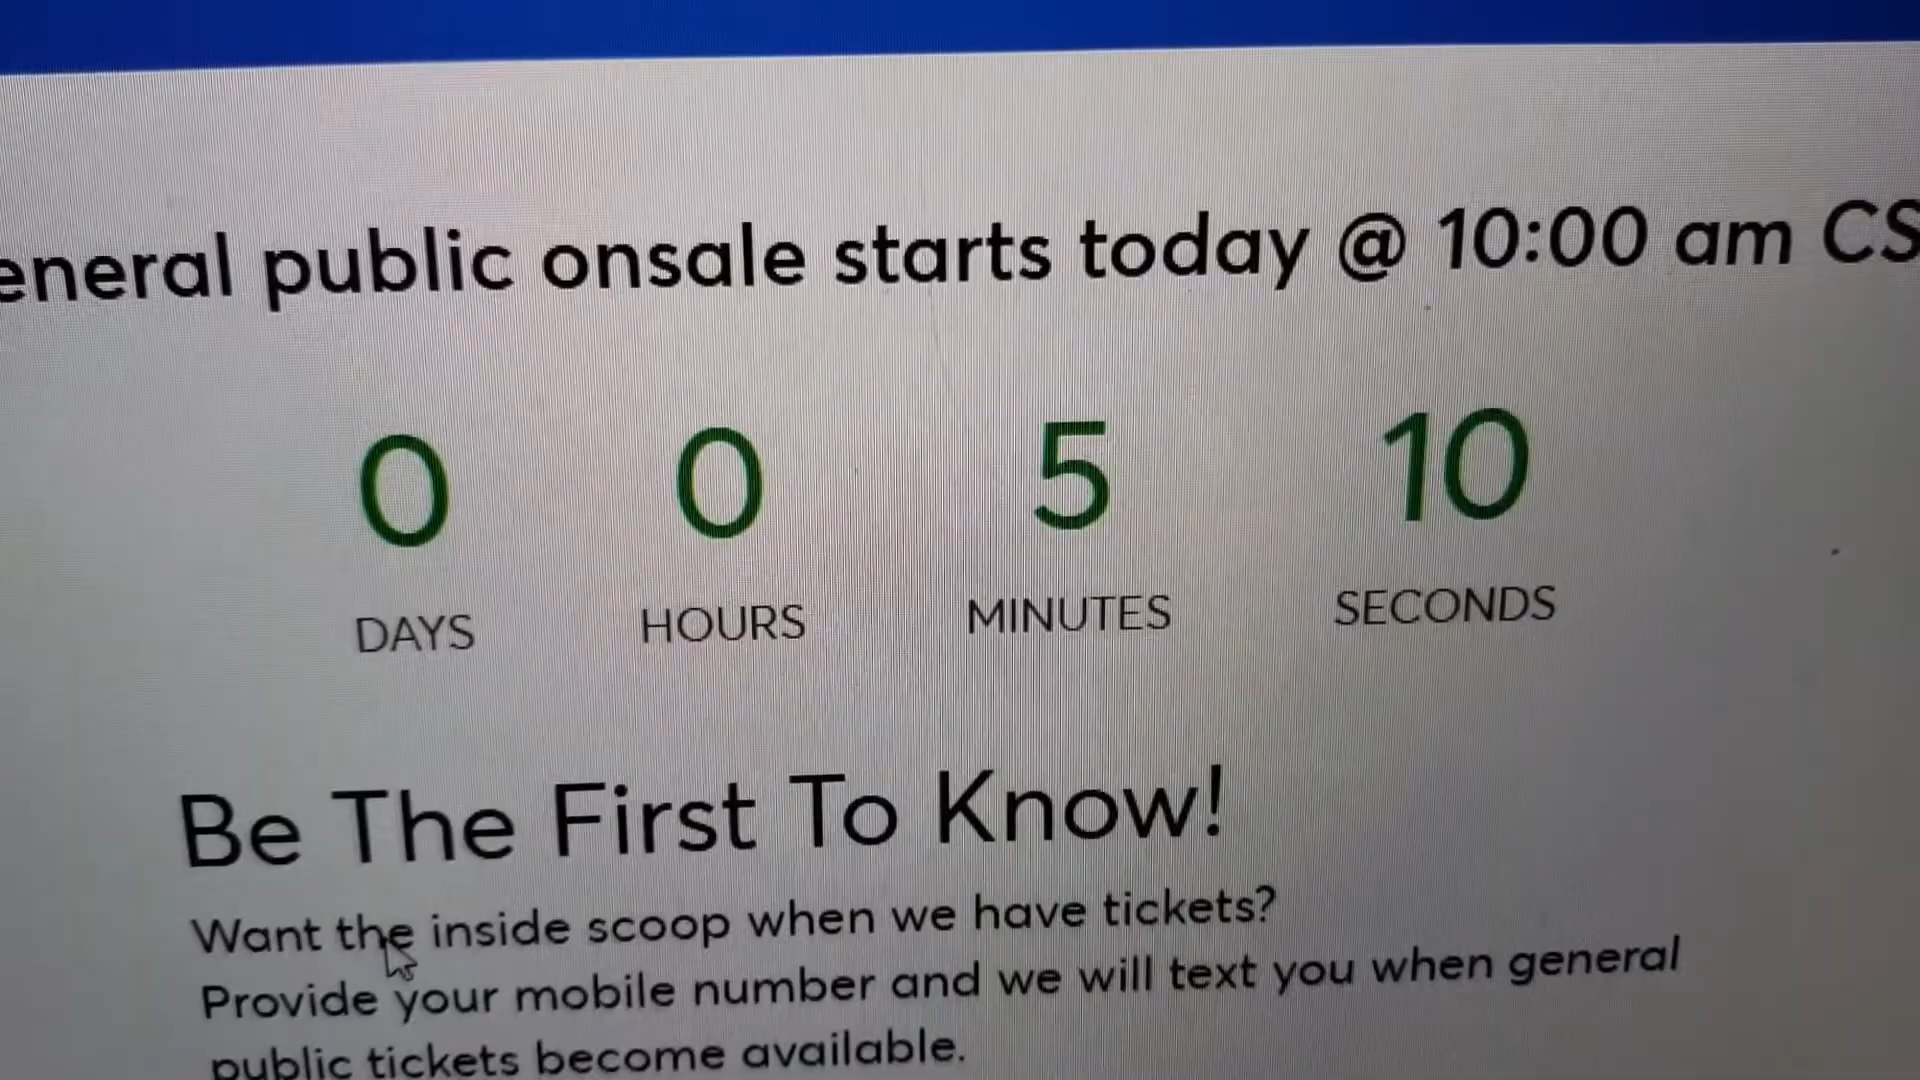 eneral public onsale starts today @ 10:00 am CS
0 0 5 10
DAYS HOURS MINUTES SECONDS
Be The First To Know!
Want the inside scoop when we have tickets?
Provide your mobile number and we will text you when general
public tickets become available.